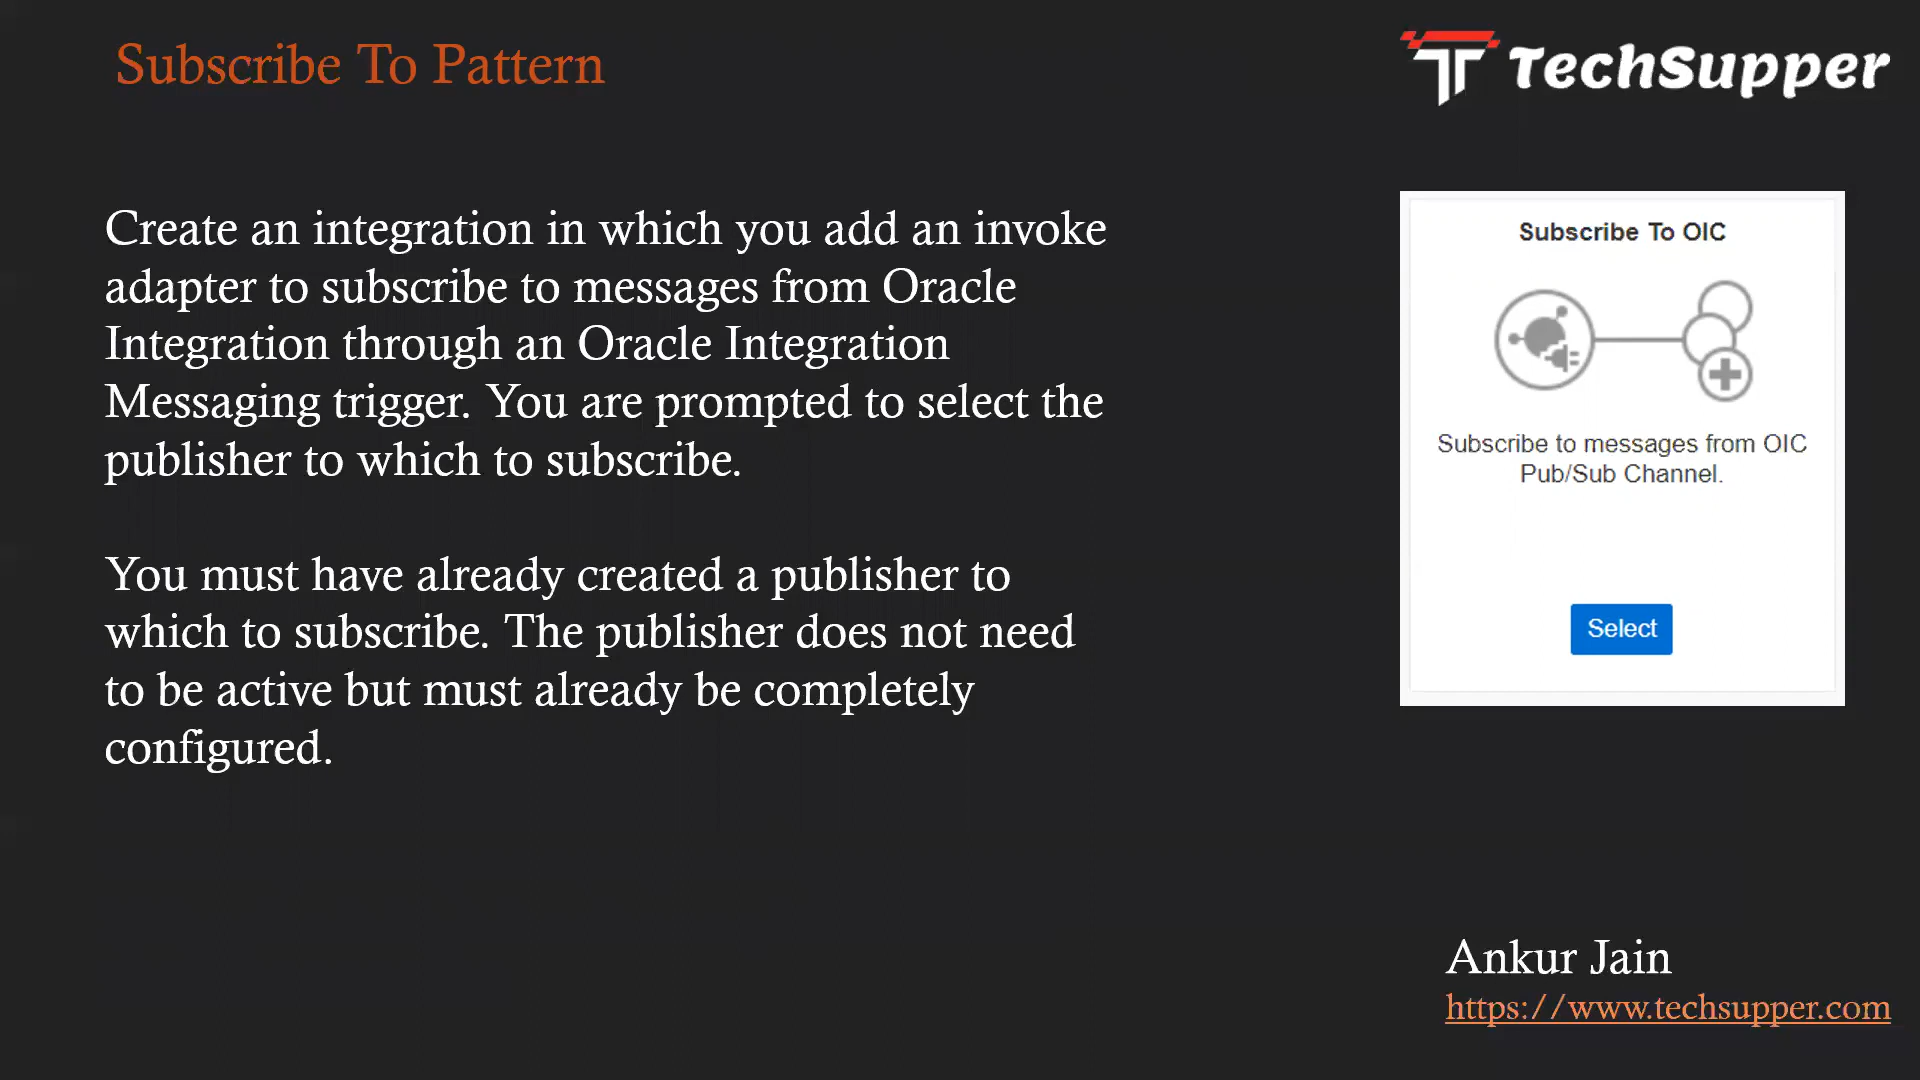 Subscribe To Pattern
TechSupper
Create an integration in which you add an invoke
adapter to subscribe to messages from Oracle
Integration through an Oracle Integration
Messaging trigger. You are prompted to select the
publisher to which to subscribe.
You must have already created a publisher to
which to subscribe. The publisher does not need
to be active but must already be completely
configured.
Subscribe To OIC
Subscribe to messages from OIC
Pub/Sub Channel.
Select
Ankur Jain
https://www.techsupper.com